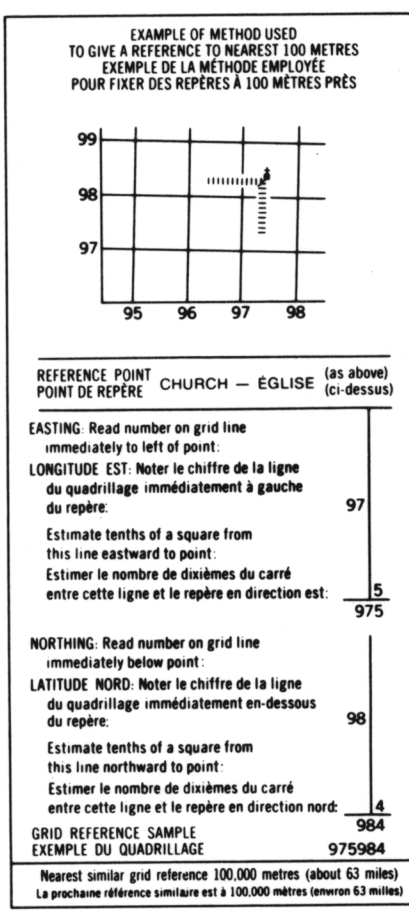 EXAMPLE OF METHOD USED
TO GIVE A REFERENCE TO NEAREST 100 METRES
EXEMPLE DE LA MÉTHODE EMPLOYÉE
POUR FIXER DES REPÈRES À 100 MÈTRES PRÈS
99
98
97
95 96 97 98
REFERENCE POINT
POINT DE REPÈRE
CHURCH — ÉGLISE
(as above)
(ci-dessus)
EASTING: Read number on grid line
immediately to left of point:
LONGITUDE EST: Noter le chiffre de la ligne
du quadrillage immédiatement à gauche
du repère: 97
Estimate tenths of a square from
this line eastward to point:
Estimer le nombre de dixièmes du carré
entre cette ligne et le repère en direction est: 5
975
NORTHING: Read number on grid line
immediately below point:
LATITUDE NORD: Noter le chiffre de la ligne
du quadrillage immédiatement en-dessous
du repère: 98
Estimate tenths of a square from
this line northward to point:
Estimer le nombre de dixièmes du carré
entre cette ligne et le repère en direction nord: 4
984
GRID REFERENCE SAMPLE
EXEMPLE DU QUADRILLAGE 975984
Nearest similar grid reference 100,000 metres (about 63 miles)
La prochaine référence similaire est à 100,000 mètres (environ 63 milles)